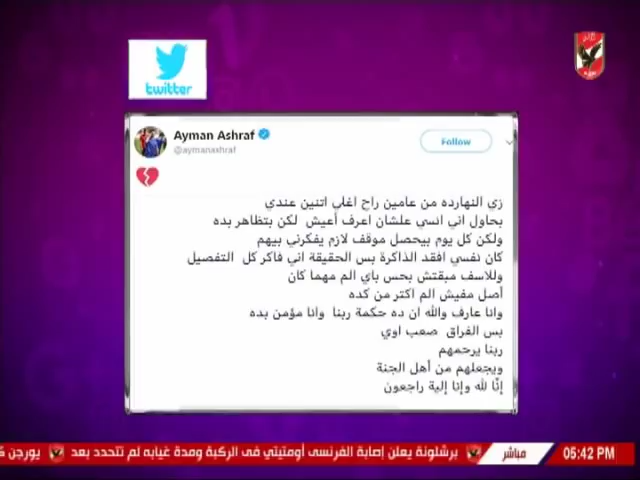 twitter
Ayman Ashraf
@aymanashraf
Follow
زي النهارده من عامين راح اغلي اتنين عندي
بحاول اني انسي علشان اعرف أعيش لكن بتظاهر بده
ولكن كل يوم بيحصل موقف لازم يفكرني بيهم
كان نفسي افقد الذاكرة بس الحقيقة اني فاكر كل التفصيل
وللاسف مبقتش بحس بأي الم مهما كان
أصل مفيش الم اكتر من كده
وانا عارف والله ان ده حكمة ربنا وانا مؤمن بده
بس الفراق صعب اوي
ربنا يرحمهم
ويجعلهم من أهل الجنة
إنّا لله وإنا إلية راجعون
05:42 PM
مباشر
برشلونة يعلن إصابة الفرنسى أومتيتي فى الركبة ومدة غيابه لم تتحدد بعد
يورجن